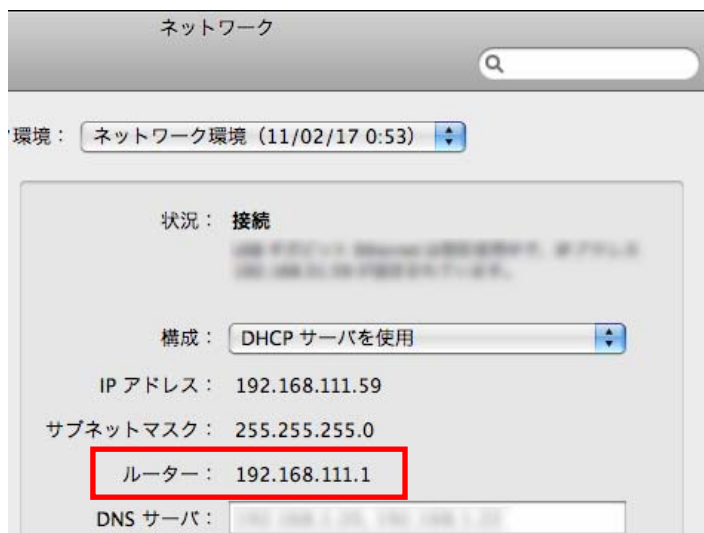 ネットワーク
環境： ネットワーク環境（11/02/17 0:53）
状況： 接続
構成： DHCP サーバを使用
IP アドレス： 192.168.111.59
サブネットマスク： 255.255.255.0
ルーター： 192.168.111.1
DNS サーバ：